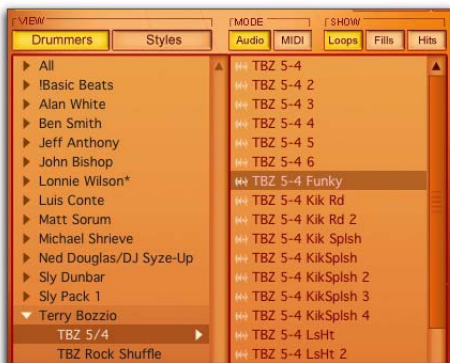 VIEW
MODE
SHOW
Drummers
Styles
Audio
MIDI
Loops
Fills
Hits
All
!Basic Beats
Alan White
Ben Smith
Jeff Anthony
John Bishop
Lonnie Wilson*
Luis Conte
Matt Sorum
Michael Shrieve
Ned Douglas/DJ Syze-Up
Sly Dunbar
Sly Pack 1
Terry Bozzio
TBZ 5/4
TBZ Rock Shuffle
TBZ 5-4
TBZ 5-4 2
TBZ 5-4 3
TBZ 5-4 4
TBZ 5-4 5
TBZ 5-4 6
TBZ 5-4 Funky
TBZ 5-4 Kik Rd
TBZ 5-4 Kik Rd 2
TBZ 5-4 Kik Splsh
TBZ 5-4 KikSplsh
TBZ 5-4 KikSplsh 2
TBZ 5-4 KikSplsh 3
TBZ 5-4 KikSplsh 4
TBZ 5-4 LsHt
TBZ 5-4 LsHt 2